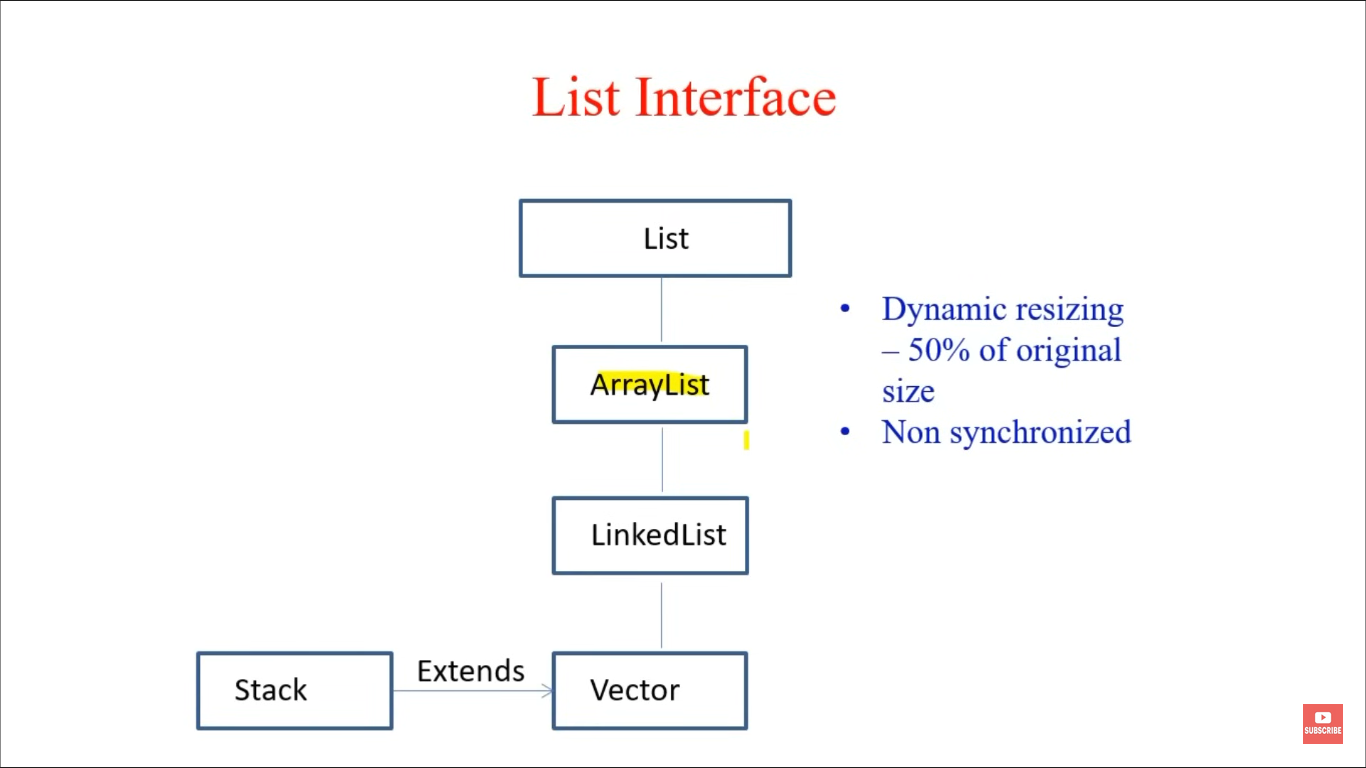 List Interface
List
ArrayList
• Dynamic resizing
– 50% of original
size
• Non synchronized
LinkedList
Stack
Extends
Vector
SUBSCRIBE